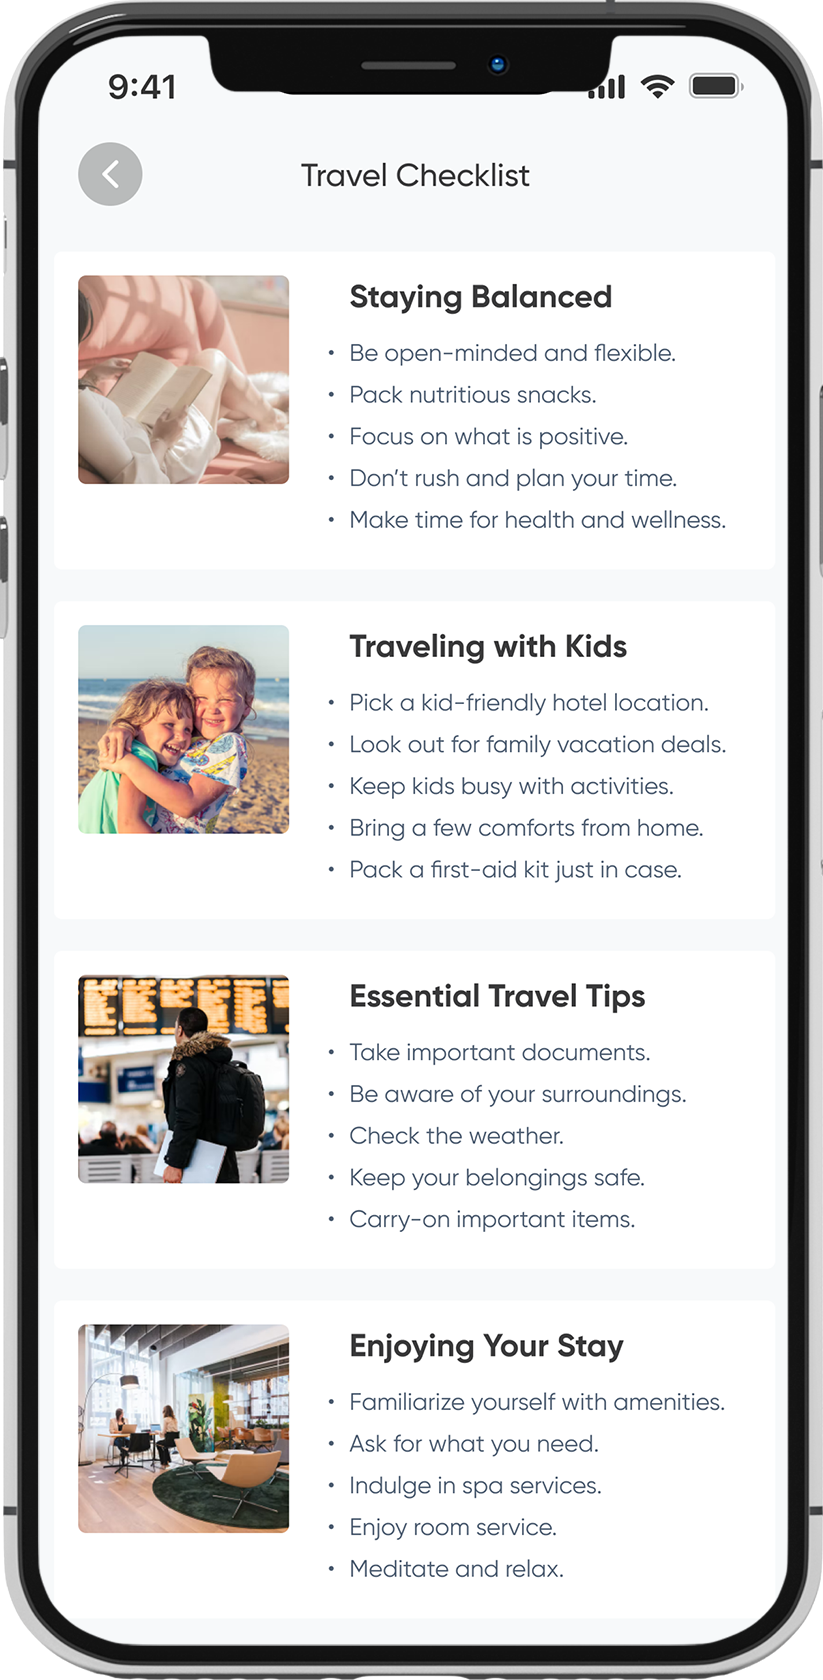 9:41
Travel Checklist
Staying Balanced
• Be open-minded and flexible.
• Pack nutritious snacks.
• Focus on what is positive.
• Don’t rush and plan your time.
• Make time for health and wellness.
Traveling with Kids
• Pick a kid-friendly hotel location.
• Look out for family vacation deals.
• Keep kids busy with activities.
• Bring a few comforts from home.
• Pack a first-aid kit just in case.
Essential Travel Tips
• Take important documents.
• Be aware of your surroundings.
• Check the weather.
• Keep your belongings safe.
• Carry-on important items.
Enjoying Your Stay
• Familiarize yourself with amenities.
• Ask for what you need.
• Indulge in spa services.
• Enjoy room service.
• Meditate and relax.